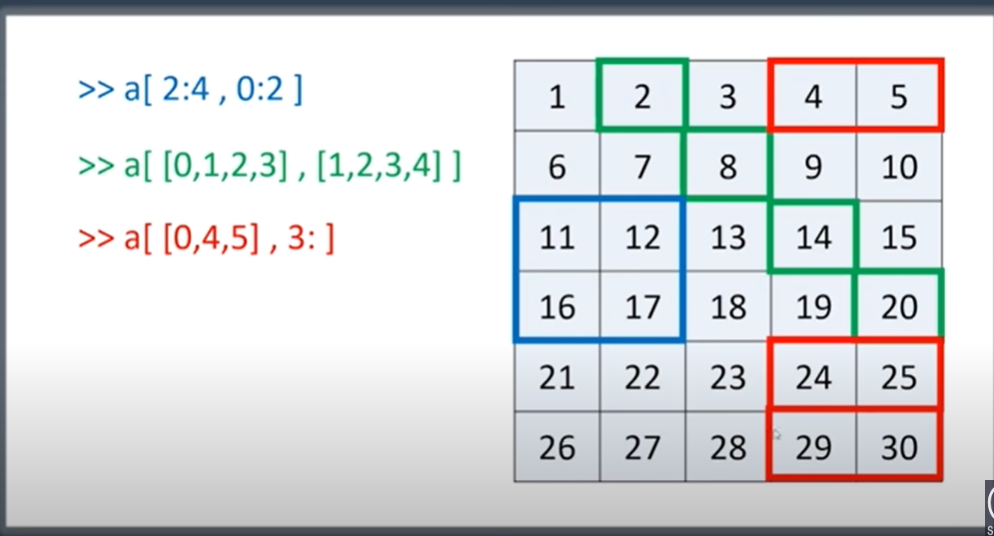 >> a[ 2:4 , 0:2 ]
>> a[ [0,1,2,3] , [1,2,3,4] ]
>> a[ [0,4,5] , 3: ]
1 2 3 4 5
6 7 8 9 10
11 12 13 14 15
16 17 18 19 20
21 22 23 24 25
26 27 28 29 30